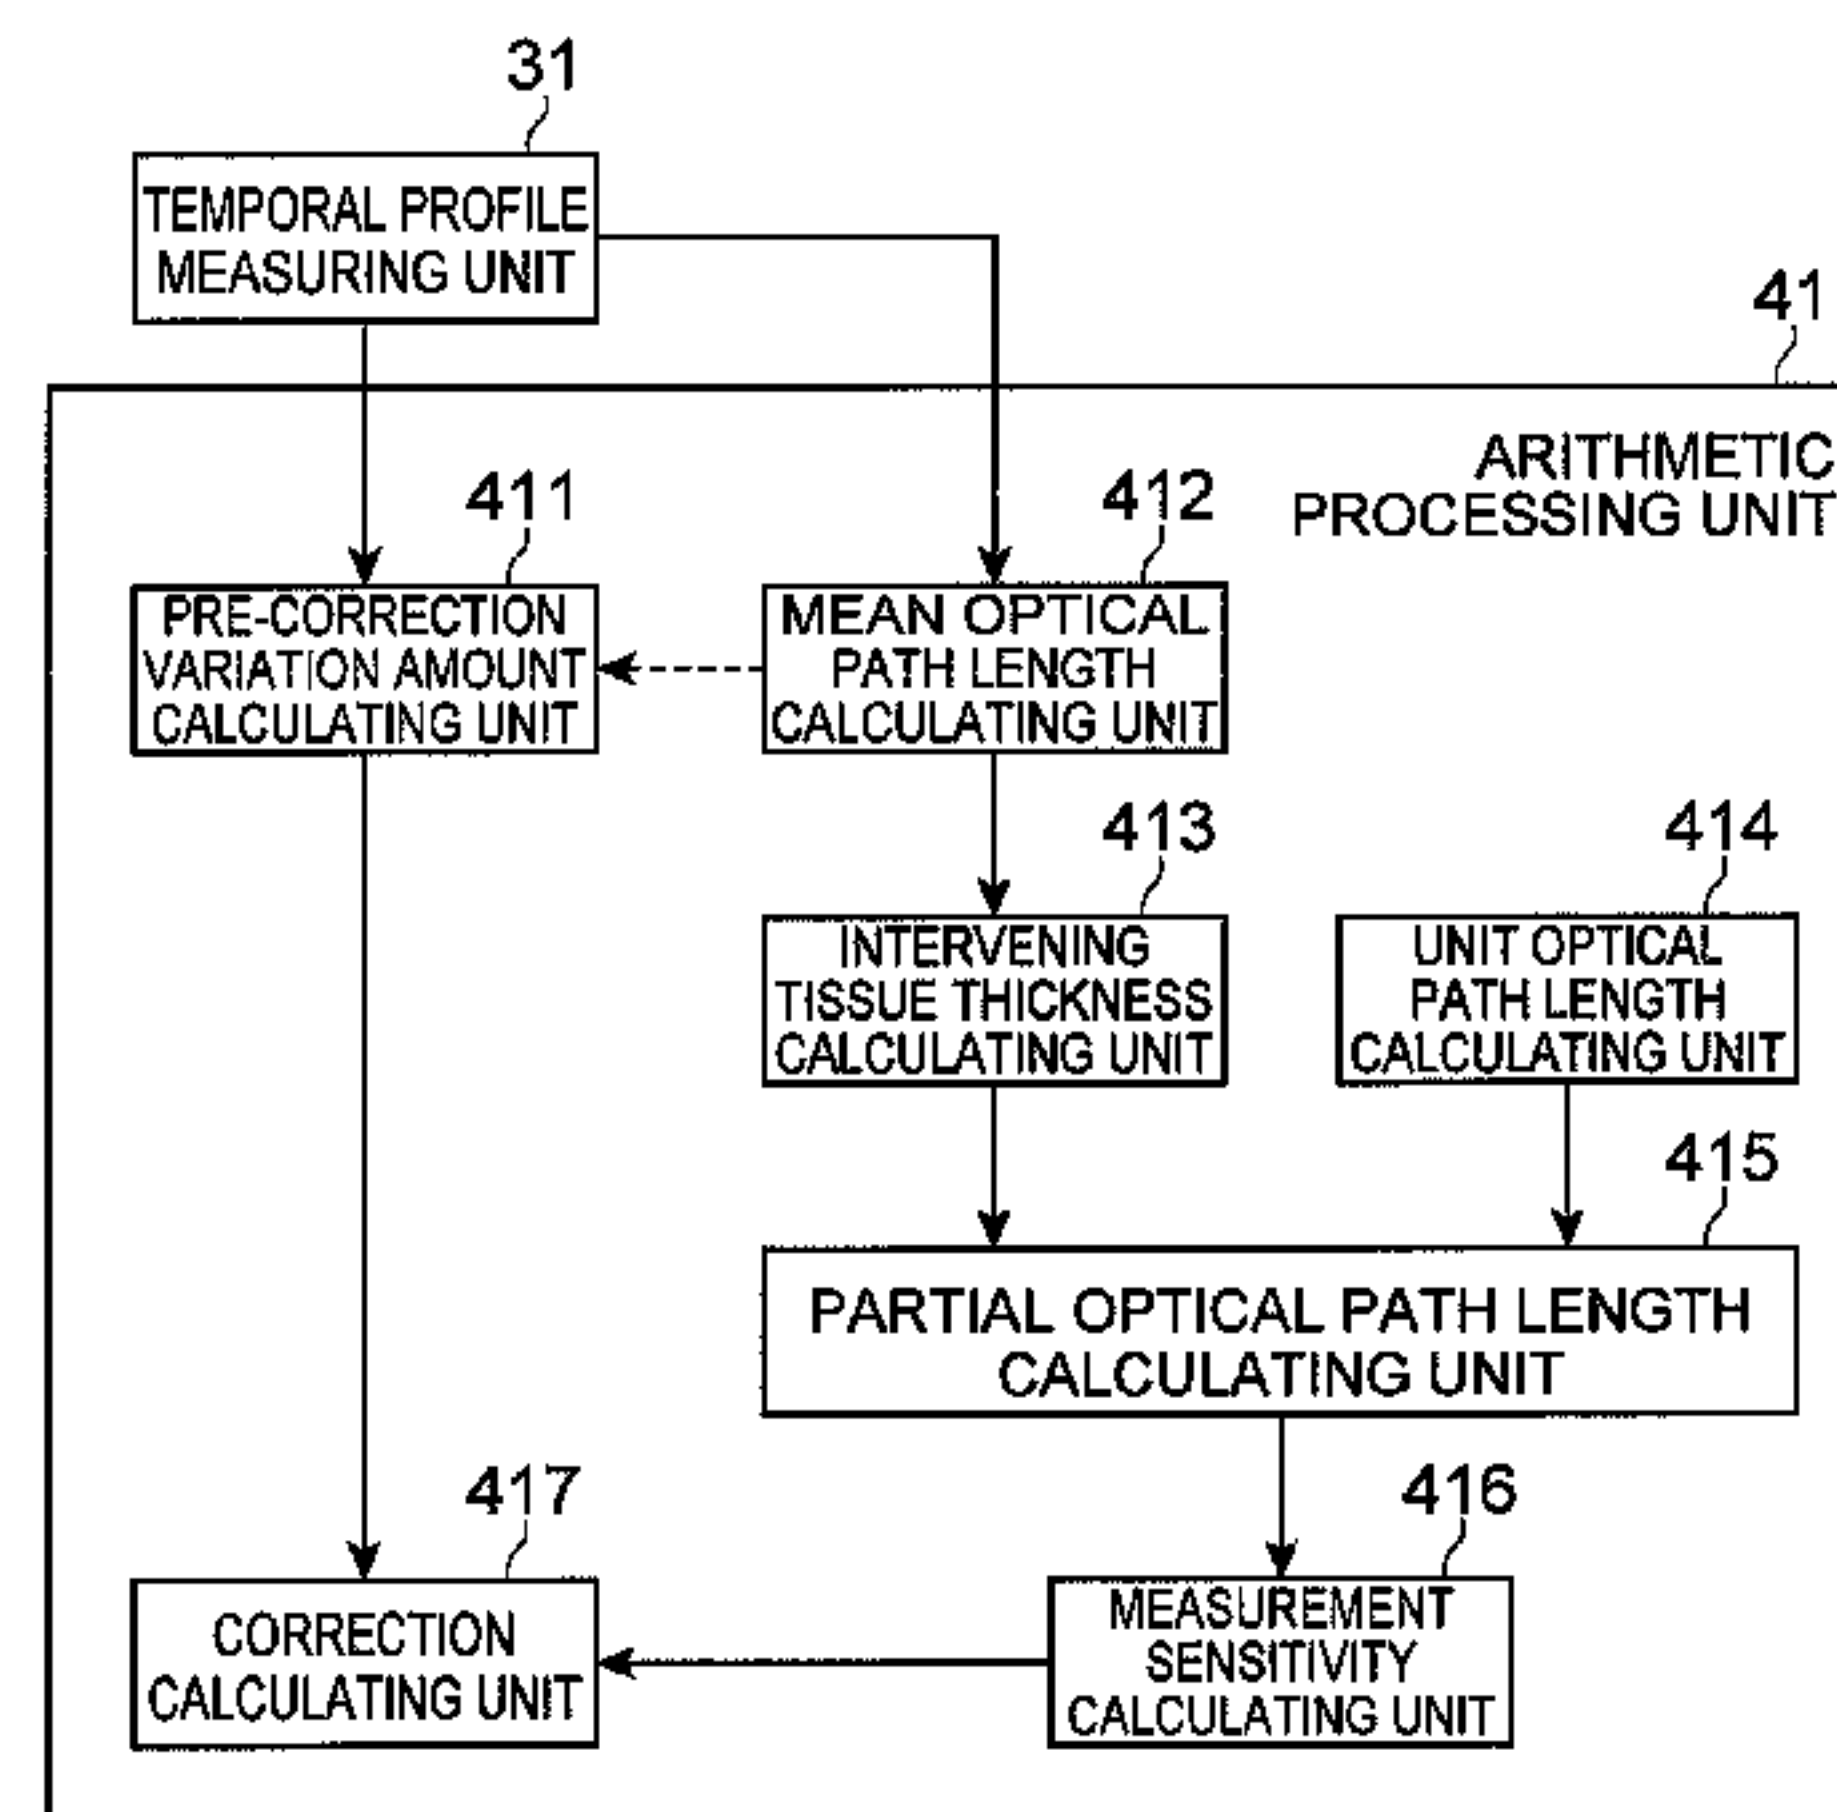 31
TEMPORAL PROFILE
MEASURING UNIT
41
ARITHMETIC
PROCESSING UNIT
411
PRE-CORRECTION
VARIATION AMOUNT
CALCULATING UNIT
412
MEAN OPTICAL
PATH LENGTH
CALCULATING UNIT
413
INTERVENING
TISSUE THICKNESS
CALCULATING UNIT
414
UNIT OPTICAL
PATH LENGTH
CALCULATING UNIT
415
PARTIAL OPTICAL PATH LENGTH
CALCULATING UNIT
417
CORRECTION
CALCULATING UNIT
416
MEASUREMENT
SENSITIVITY
CALCULATING UNIT